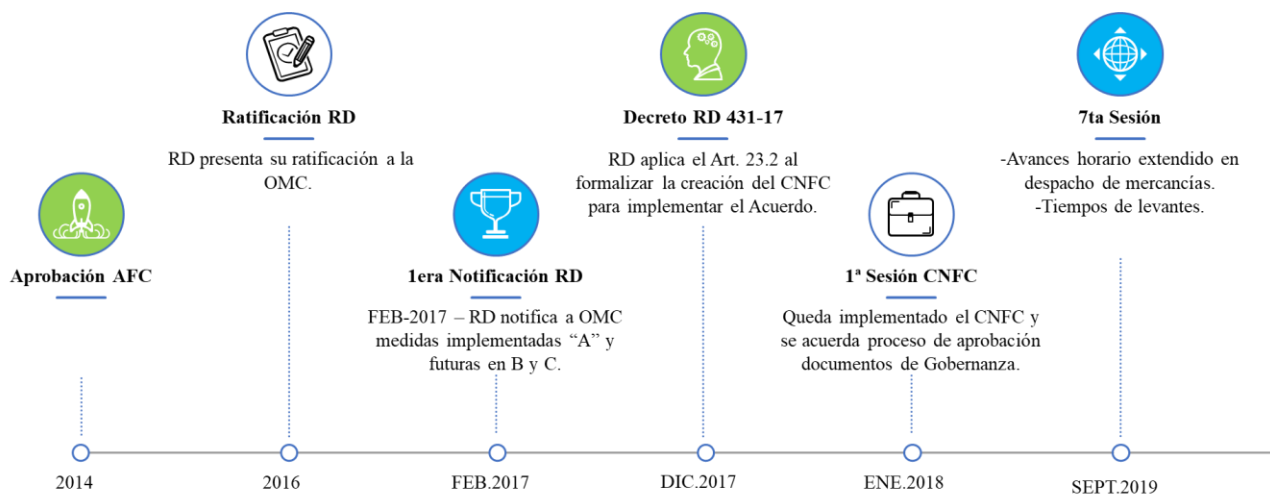 Aprobación AFC
2014
Ratificación RD
RD presenta su ratificación a la
OMC.
2016
1era Notificación RD
FEB-2017 – RD notifica a OMC
medidas implementadas “A” y
futuras en B y C.
FEB.2017
Decreto RD 431-17
RD aplica el Art. 23.2 al
formalizar la creación del CNFC
para implementar el Acuerdo.
DIC.2017
1ª Sesión CNFC
Queda implementado el CNFC y
se acuerda proceso de aprobación
documentos de Gobernanza.
ENE.2018
7ta Sesión
-Avances horario extendido en
despacho de mercancías.
-Tiempos de levantes.
SEPT.2019